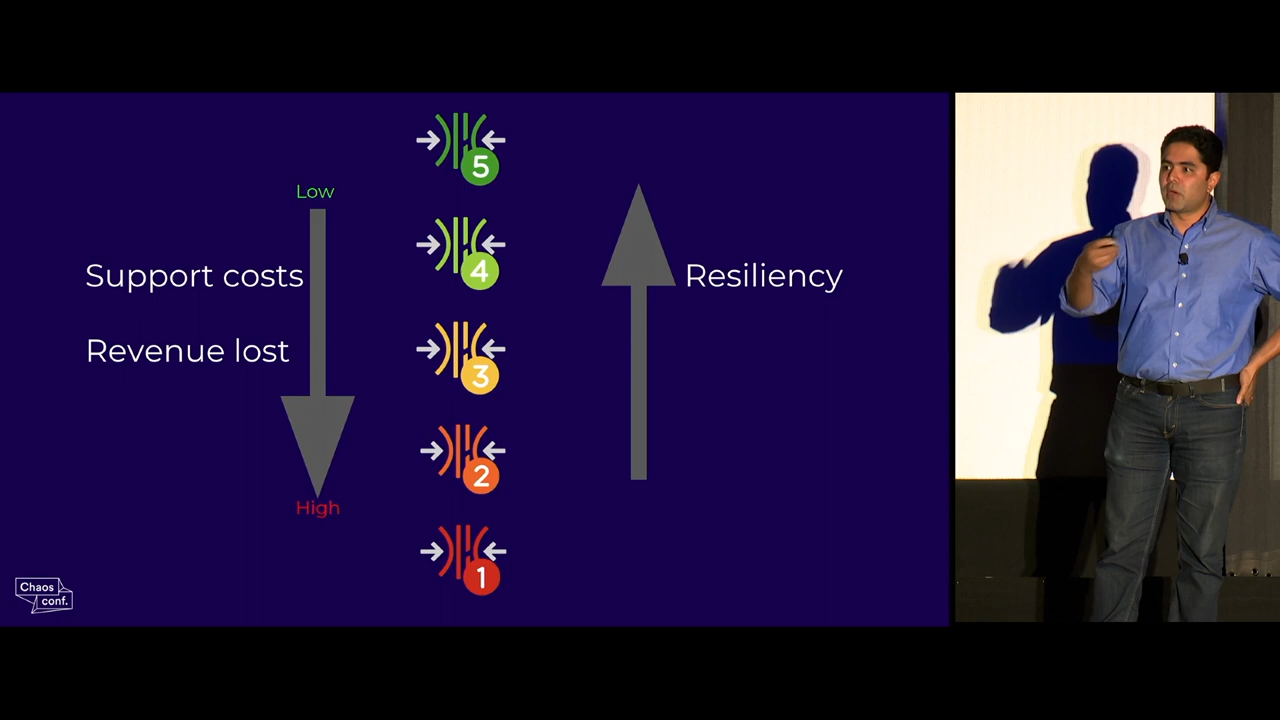 5
Low
4
Support costs
Resiliency
Revenue lost
3
2
High
1
Chaos
conf.